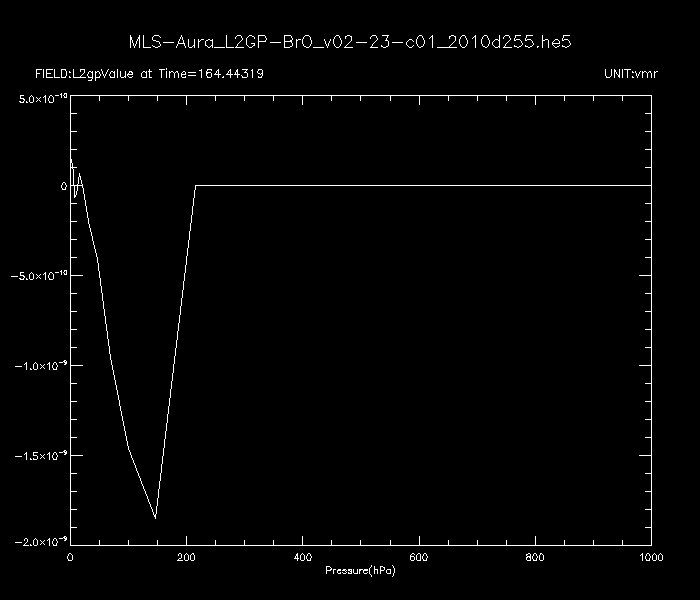 MLS-Aura_L2GP-BrO_v02-23-c01_2010d255.he5
FIELD:L2gpValue at Time=164.44319 UNIT:vmr
5.0×10⁻¹⁰
0
-5.0×10⁻¹⁰
-1.0×10⁻⁹
-1.5×10⁻⁹
-2.0×10⁻⁹
0 200 400 600 800 1000
Pressure(hPa)